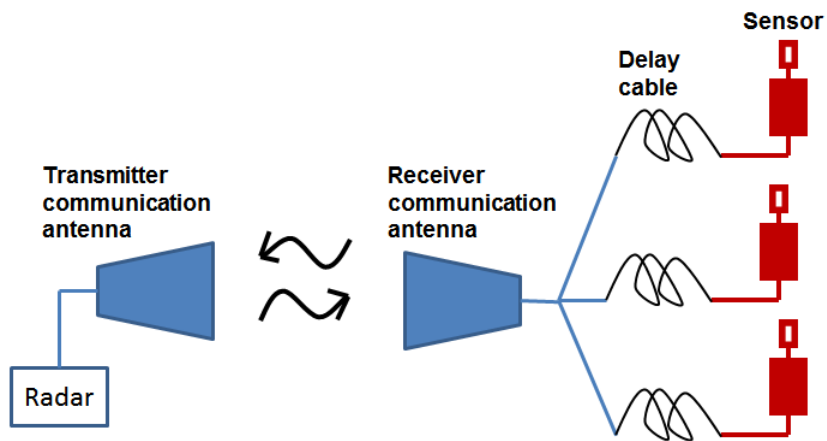 Sensor
Delay
cable
Transmitter
communication
antenna
Receiver
communication
antenna
Radar